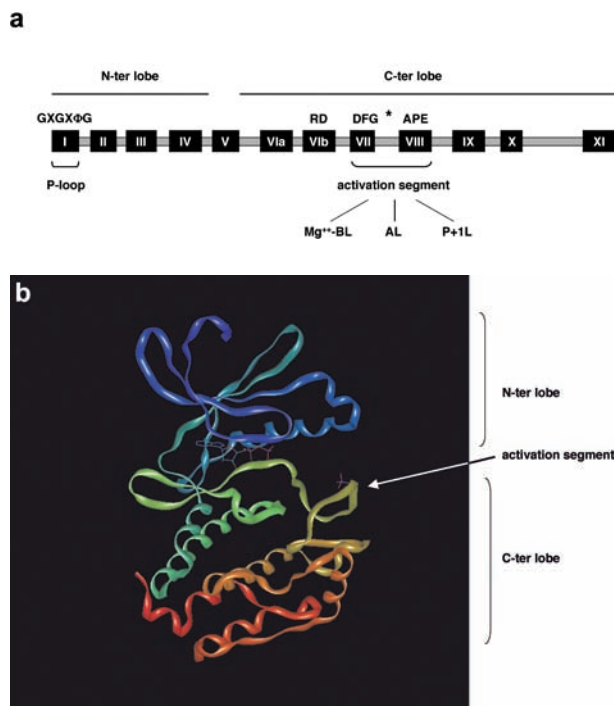 a
N-ter lobe C-ter lobe
GXGXΦG RD DFG * APE
I II III IV V VIa VIb VII VIII IX X XI
P-loop activation segment
Mg++-BL AL P+1L
b
N-ter lobe
activation segment
C-ter lobe